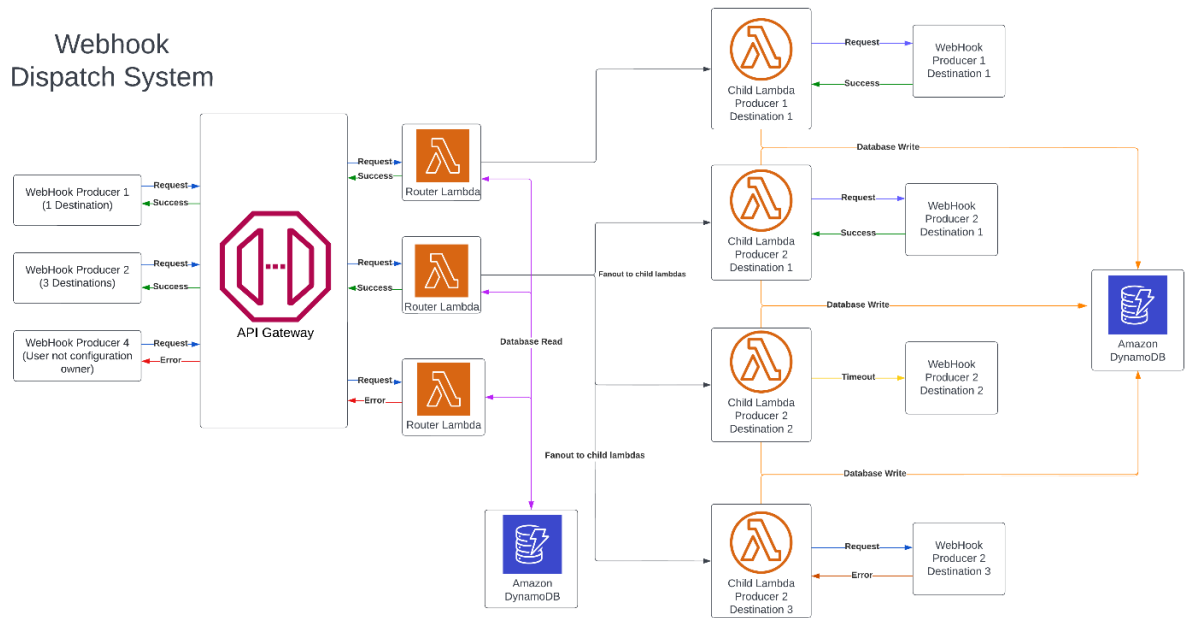 Webhook
Dispatch System
WebHook Producer 1
(1 Destination)
Request
Success
WebHook Producer 2
(3 Destinations)
Request
Success
WebHook Producer 4
(User not configuration
owner)
Request
Error
API Gateway
Request
Success
Router Lambda
Request
Success
Router Lambda
Request
Error
Router Lambda
Database Read
Amazon
DynamoDB
Fanout to child lambdas
Fanout to child lambdas
Child Lambda
Producer 1
Destination 1
Request
Success
WebHook
Producer 1
Destination 1
Database Write
Child Lambda
Producer 2
Destination 1
Request
Success
WebHook
Producer 2
Destination 1
Database Write
Child Lambda
Producer 2
Destination 2
Timeout
WebHook
Producer 2
Destination 2
Database Write
Child Lambda
Producer 2
Destination 3
Request
Error
WebHook
Producer 2
Destination 3
Amazon
DynamoDB